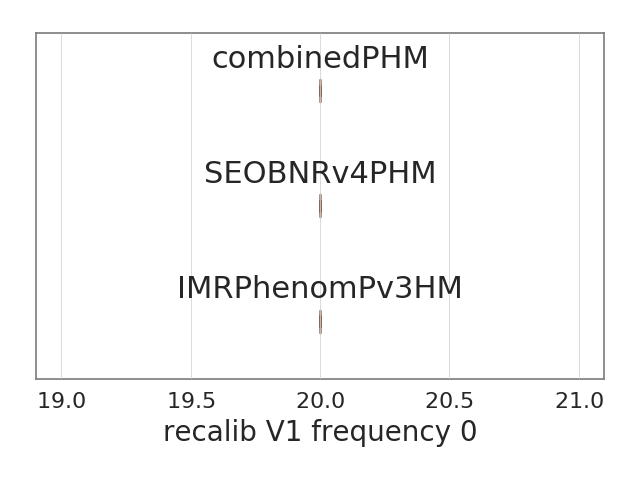 combinedPHM
SEOBNRv4PHM
IMRPhenomPv3HM
19.0 19.5 20.0 20.5 21.0
recalib V1 frequency 0